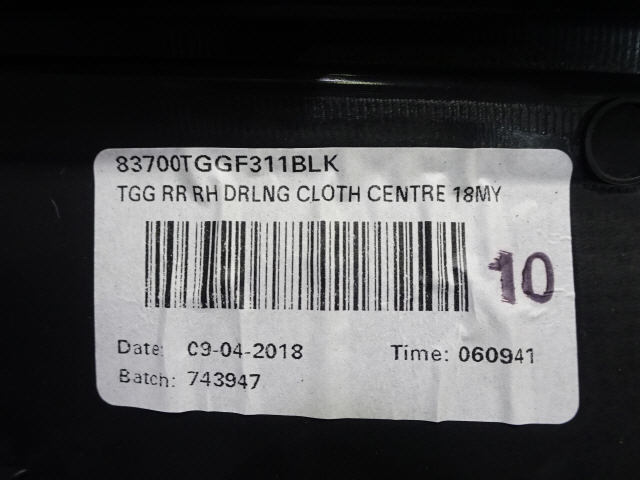 83700TGGF311BLK
TGG RR RH DRLNG CLOTH CENTRE 18MY
10
Date: 09-04-2018 Time: 060941
Batch: 743947